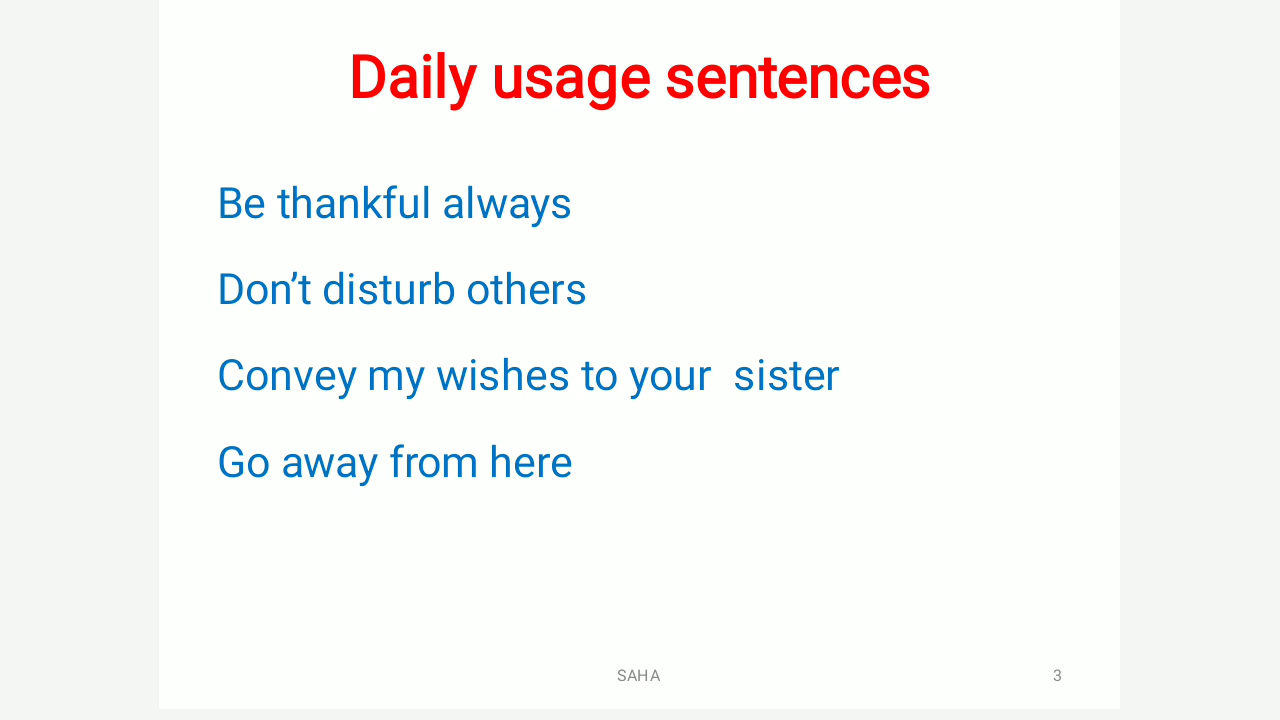 Daily usage sentences
Be thankful always
Don’t disturb others
Convey my wishes to your  sister
Go away from here
SAHA
3